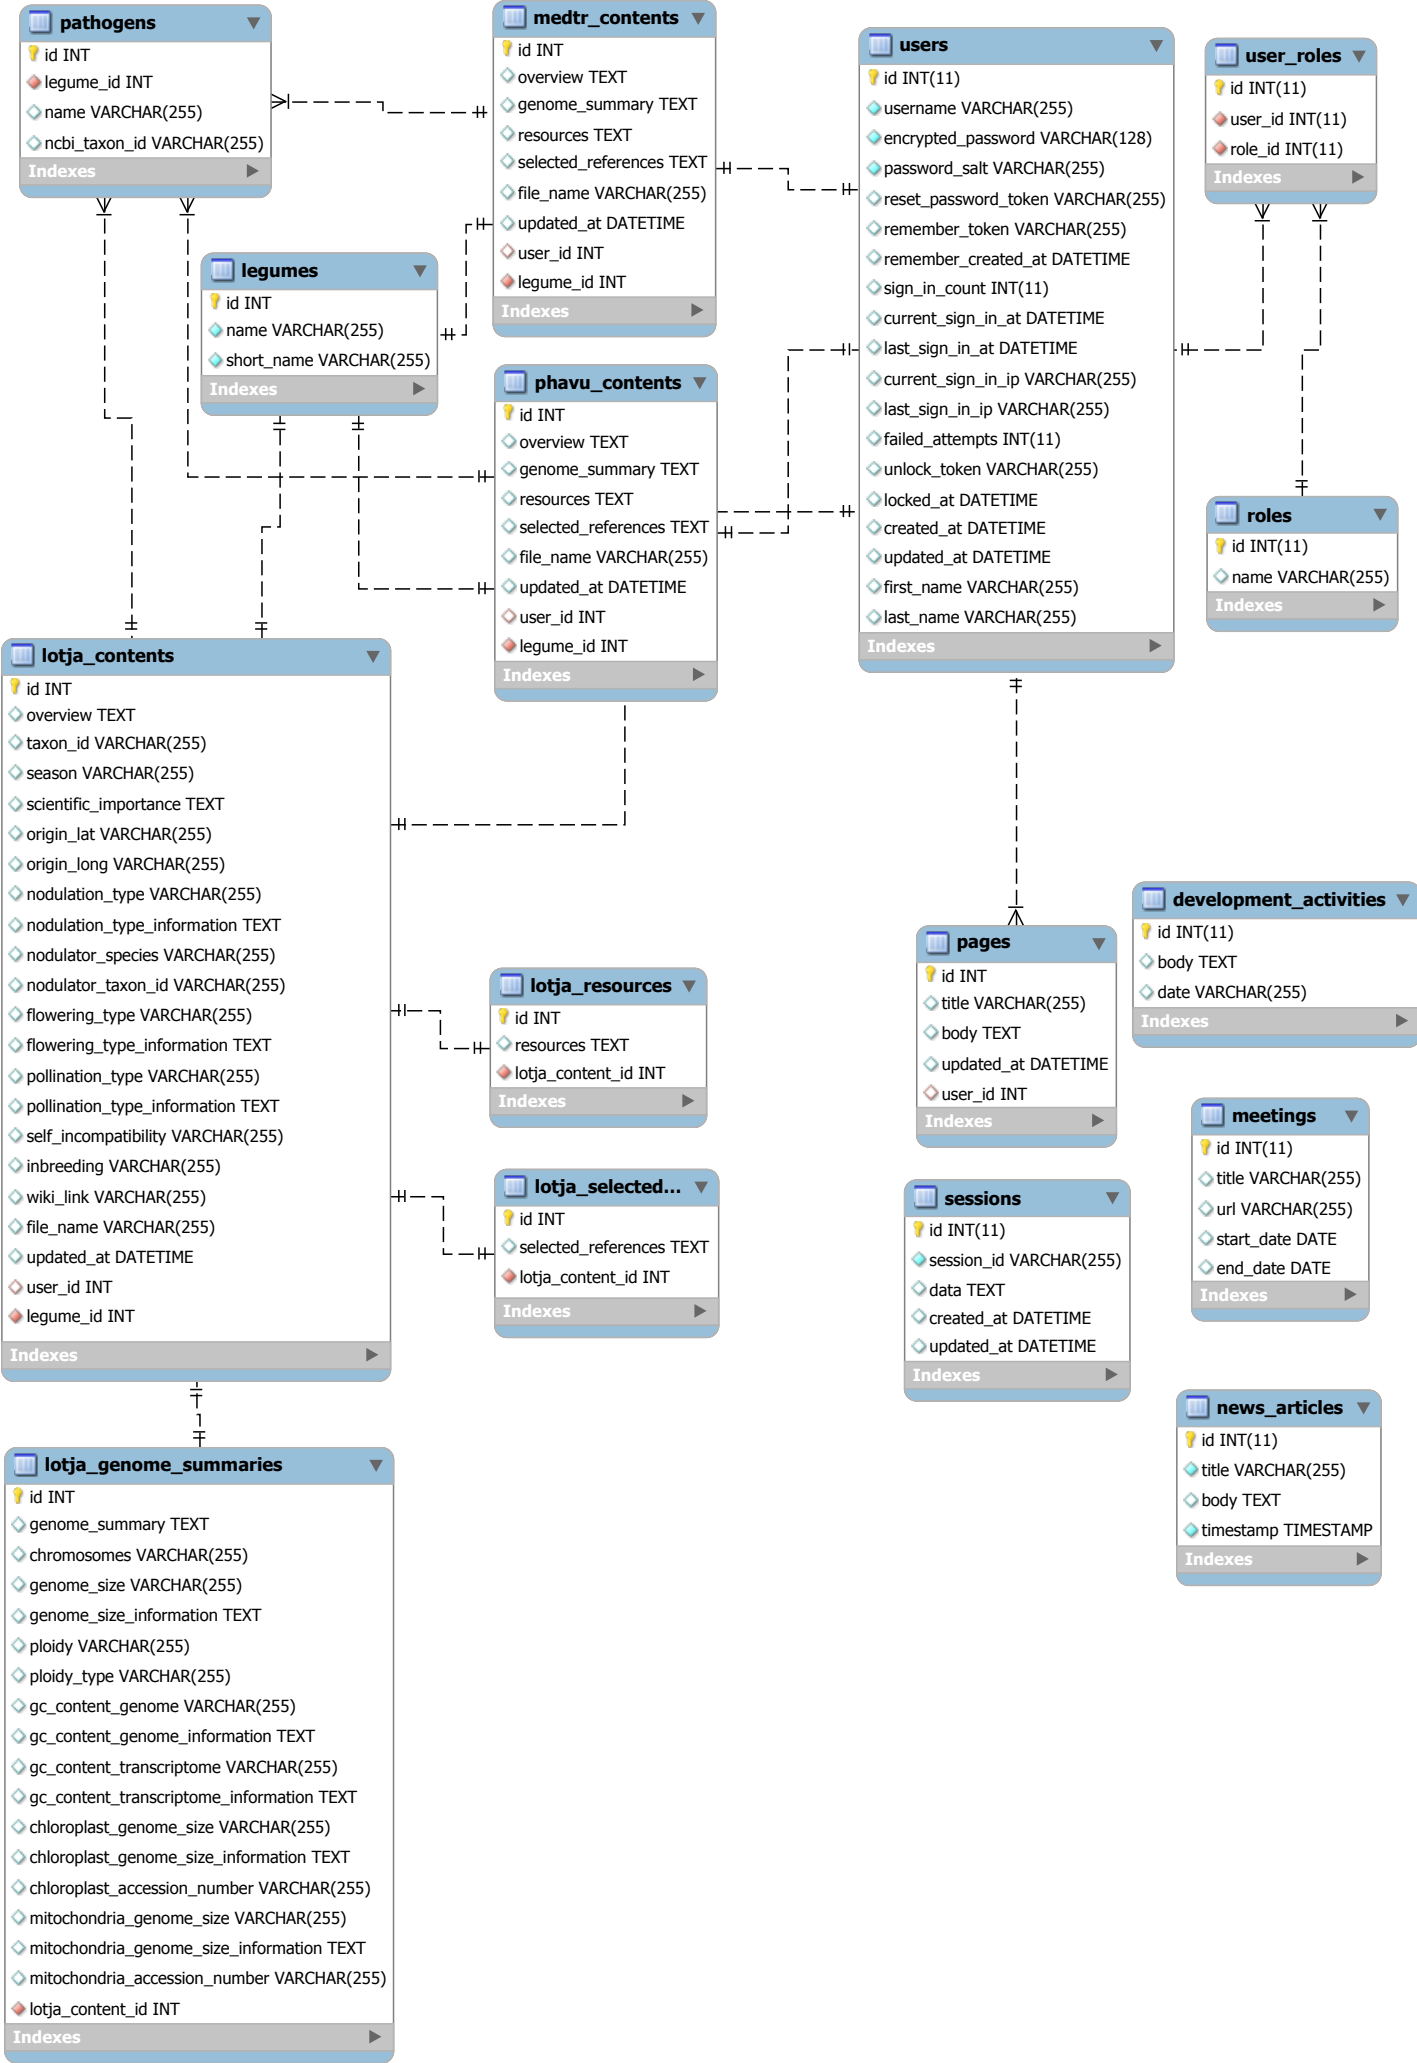 pathogens
id INT
legume_id INT
name VARCHAR(255)
ncbi_taxon_id VARCHAR(255)
Indexes
medtr_contents
id INT
overview TEXT
genome_summary TEXT
resources TEXT
selected_references TEXT
file_name VARCHAR(255)
updated_at DATETIME
user_id INT
legume_id INT
Indexes
users
id INT(11)
username VARCHAR(255)
encrypted_password VARCHAR(128)
password_salt VARCHAR(255)
reset_password_token VARCHAR(255)
remember_token VARCHAR(255)
remember_created_at DATETIME
sign_in_count INT(11)
current_sign_in_at DATETIME
last_sign_in_at DATETIME
current_sign_in_ip VARCHAR(255)
last_sign_in_ip VARCHAR(255)
failed_attempts INT(11)
unlock_token VARCHAR(255)
locked_at DATETIME
created_at DATETIME
updated_at DATETIME
first_name VARCHAR(255)
last_name VARCHAR(255)
Indexes
user_roles
id INT(11)
user_id INT(11)
role_id INT(11)
Indexes
legumes
id INT
name VARCHAR(255)
short_name VARCHAR(255)
Indexes
phavu_contents
id INT
overview TEXT
genome_summary TEXT
resources TEXT
selected_references TEXT
file_name VARCHAR(255)
updated_at DATETIME
user_id INT
legume_id INT
Indexes
roles
id INT(11)
name VARCHAR(255)
Indexes
lotja_contents
id INT
overview TEXT
taxon_id VARCHAR(255)
season VARCHAR(255)
scientific_importance TEXT
origin_lat VARCHAR(255)
origin_long VARCHAR(255)
nodulation_type VARCHAR(255)
nodulation_type_information TEXT
nodulator_species VARCHAR(255)
nodulator_taxon_id VARCHAR(255)
flowering_type VARCHAR(255)
flowering_type_information TEXT
pollination_type VARCHAR(255)
pollination_type_information TEXT
self_incompatibility VARCHAR(255)
inbreeding VARCHAR(255)
wiki_link VARCHAR(255)
file_name VARCHAR(255)
updated_at DATETIME
user_id INT
legume_id INT
Indexes
lotja_resources
id INT
resources TEXT
lotja_content_id INT
Indexes
lotja_selected...
id INT
selected_references TEXT
lotja_content_id INT
Indexes
pages
id INT
title VARCHAR(255)
body TEXT
updated_at DATETIME
user_id INT
Indexes
development_activities
id INT(11)
body TEXT
date VARCHAR(255)
Indexes
meetings
id INT(11)
title VARCHAR(255)
url VARCHAR(255)
start_date DATE
end_date DATE
Indexes
sessions
id INT(11)
session_id VARCHAR(255)
data TEXT
created_at DATETIME
updated_at DATETIME
Indexes
news_articles
id INT(11)
title VARCHAR(255)
body TEXT
timestamp TIMESTAMP
Indexes
lotja_genome_summaries
id INT
genome_summary TEXT
chromosomes VARCHAR(255)
genome_size VARCHAR(255)
genome_size_information TEXT
ploidy VARCHAR(255)
ploidy_type VARCHAR(255)
gc_content_genome VARCHAR(255)
gc_content_genome_information TEXT
gc_content_transcriptome VARCHAR(255)
gc_content_transcriptome_information TEXT
chloroplast_genome_size VARCHAR(255)
chloroplast_genome_size_information TEXT
chloroplast_accession_number VARCHAR(255)
mitochondria_genome_size VARCHAR(255)
mitochondria_genome_size_information TEXT
mitochondria_accession_number VARCHAR(255)
lotja_content_id INT
Indexes